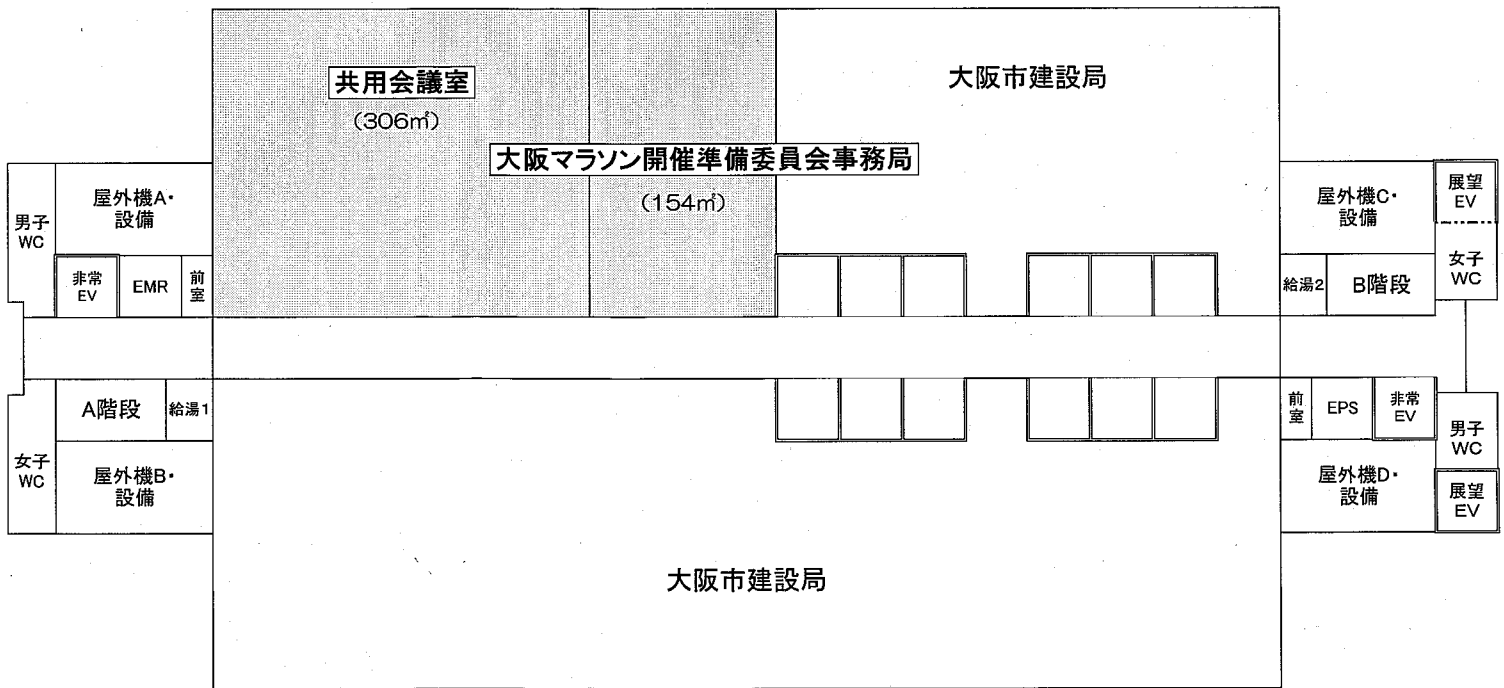 共用会議室
(306㎡)
大阪市建設局
大阪マラソン開催準備委員会事務局
(154㎡)
男子
WC
屋外機A・
設備
非常
EV
EMR
前
室
屋外機C・
設備
展望
EV
給湯2
B階段
女子
WC
A階段
給湯1
女子
WC
屋外機B・
設備
前
室
EPS
非常
EV
男子
WC
屋外機D・
設備
展望
EV
大阪市建設局